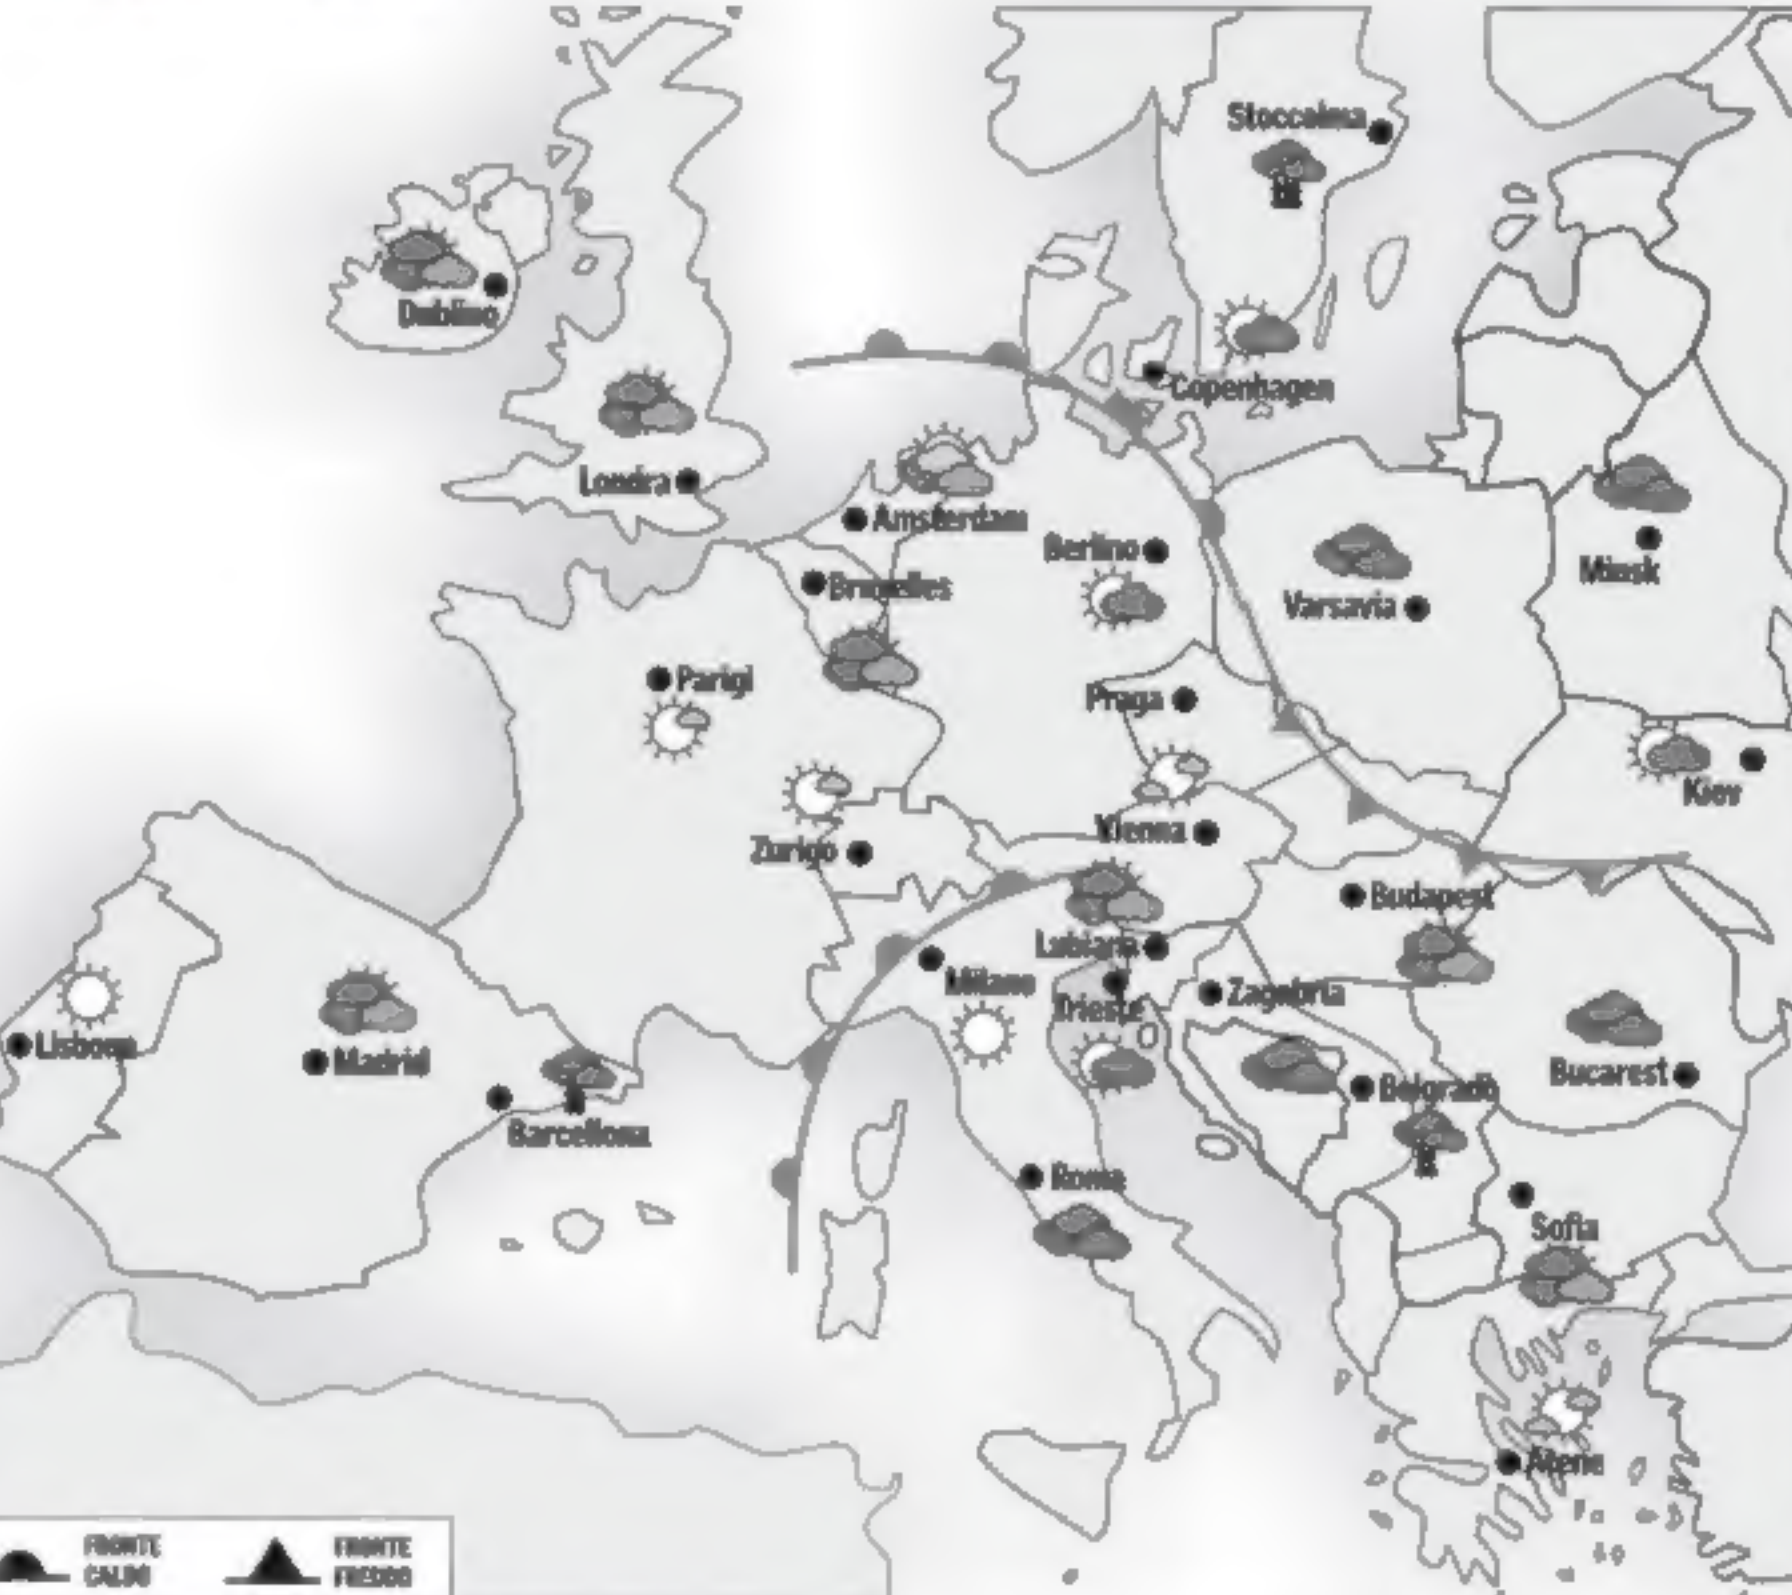 Stoccolma
Dublino
Copenhagen
Londra
Amsterdam
Berlino
Minsk
Bruxelles
Varsavia
Parigi
Praga
Kiev
Vienna
Zurigo
Budapest
Lubiana
Milano
Zagabria
Trieste
Lisbona
Madrid
Belgrado
Bucarest
Barcellona
Roma
Sofia
Atene
FRONTE
CALDO
FRONTE
FREDDO